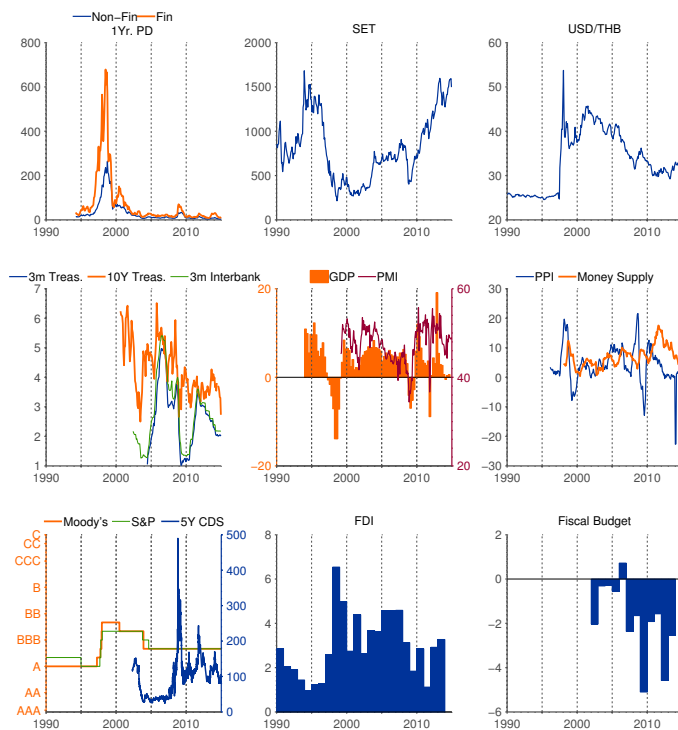 Non−Fin Fin
1Yr. PD
800
600
400
200
0
1990 2000 2010
SET
2000
1500
1000
500
0
1990 2000 2010
USD/THB
60
50
40
30
20
1990 2000 2010
3m Treas. 10Y Treas. 3m Interbank
7
6
5
4
3
2
1
1990 2000 2010
GDP PMI
20 60
0 40
−20 20
1990 2000 2010
PPI Money Supply
30
20
10
0
−10
−20
−30
1990 2000 2010
Moody's S&P 5Y CDS
C 500
CC
CCC 400
B 300
BB 200
BBB
A 100
AA
AAA 0
1990 2000 2010
FDI
8
6
4
2
0
1990 2000 2010
Fiscal Budget
2
0
−2
−4
−6
1990 2000 2010